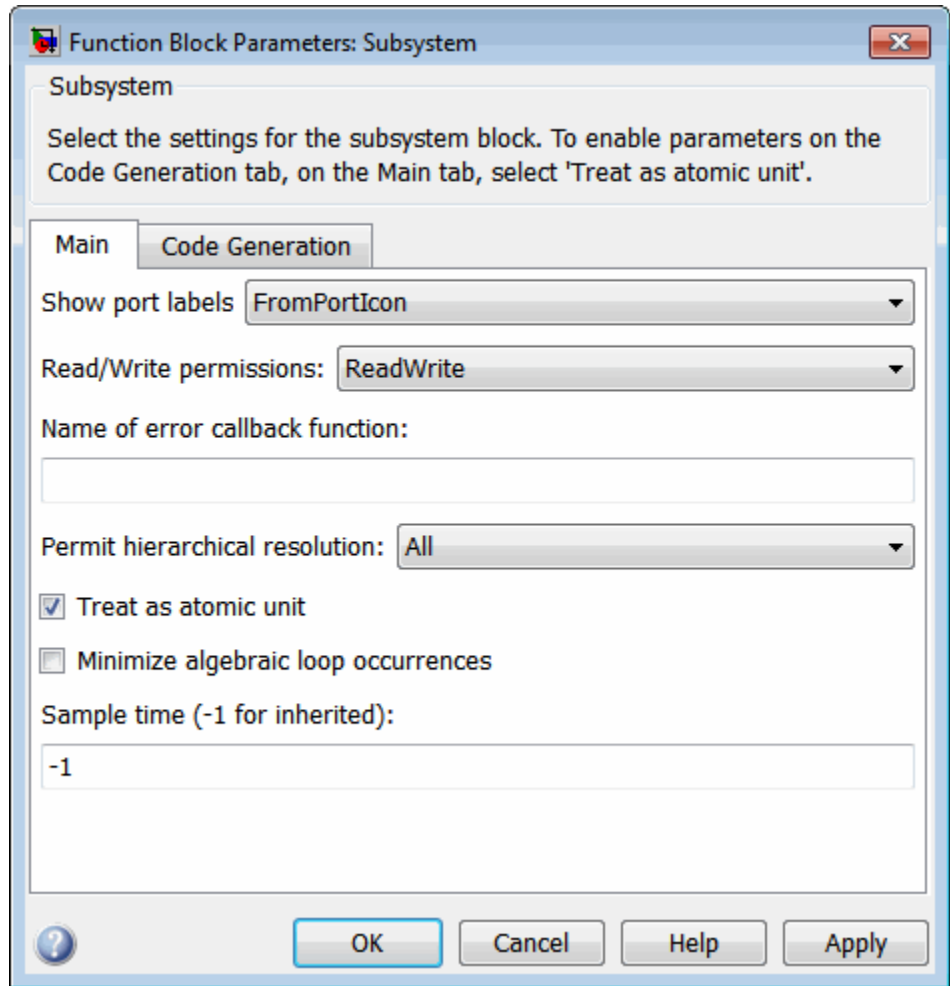 Function Block Parameters: Subsystem
Subsystem
Select the settings for the subsystem block. To enable parameters on the
Code Generation tab, on the Main tab, select 'Treat as atomic unit'.
Main Code Generation
Show port labels FromPortIcon
Read/Write permissions: ReadWrite
Name of error callback function:
Permit hierarchical resolution: All
Treat as atomic unit
Minimize algebraic loop occurrences
Sample time (-1 for inherited):
-1
OK Cancel Help Apply